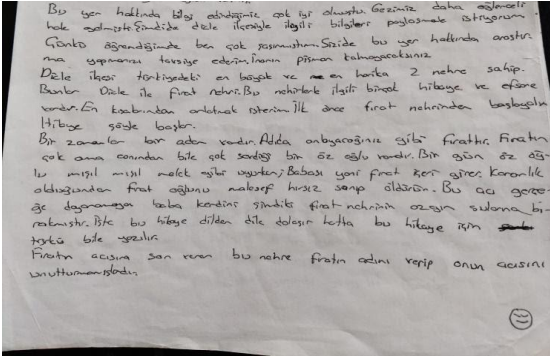 Bu yer hakkında bilgi edindiğimiz çok iyi olmuştu. Gezimiz daha eğlenceli
hale gelmişti. Şimdide dicle ilçesiyle ilgili bilgileri paylaşmak istiyorum
Çünkü öğrendiğimde ben çok şaşırmıştım. Sizide bu yer hakkında araştır-
ma yapmanızı tavsiye ederim. İnanın pişman kalmayacaksınız
Dicle ilçesi türkiyedeki en büyük ve en harika 2 nehre sahip.
Bunlar Dicle ile fırat nehri. Bu nehirlerle ilgili birçok hikaye ve efsane
vardır. En kısabından anlatmak isterim. İlk önce fırat nehrinden başlayalım
Hikaye şöyle başlar.
Bir zamanlar bir adam vardır. Adıda anlıyacağınız gibi fırattır. Fıratın
çok ama canından bile çok sevdiği bir öz oğlu vardır. Bir gün öz oğ-
lu mışıl mışıl melek gibi uyurken; Babası yani fırat içeri girer. Karanlık
olduğundan fırat oğlunu malesef hırsız sanıp öldürür. Bu acı gerçe-
ğe dayanamayan baba kendini şimdiki fırat nehrinin azgın sularına bı-
rakmıştır. İşte bu hikaye dilden dile dolaşır hatta bu hikaye için
türkü bile yazılır.
Fıratın acısına son veren bu nehre fıratın adını verip onun acısını
unutturmamışlardır.